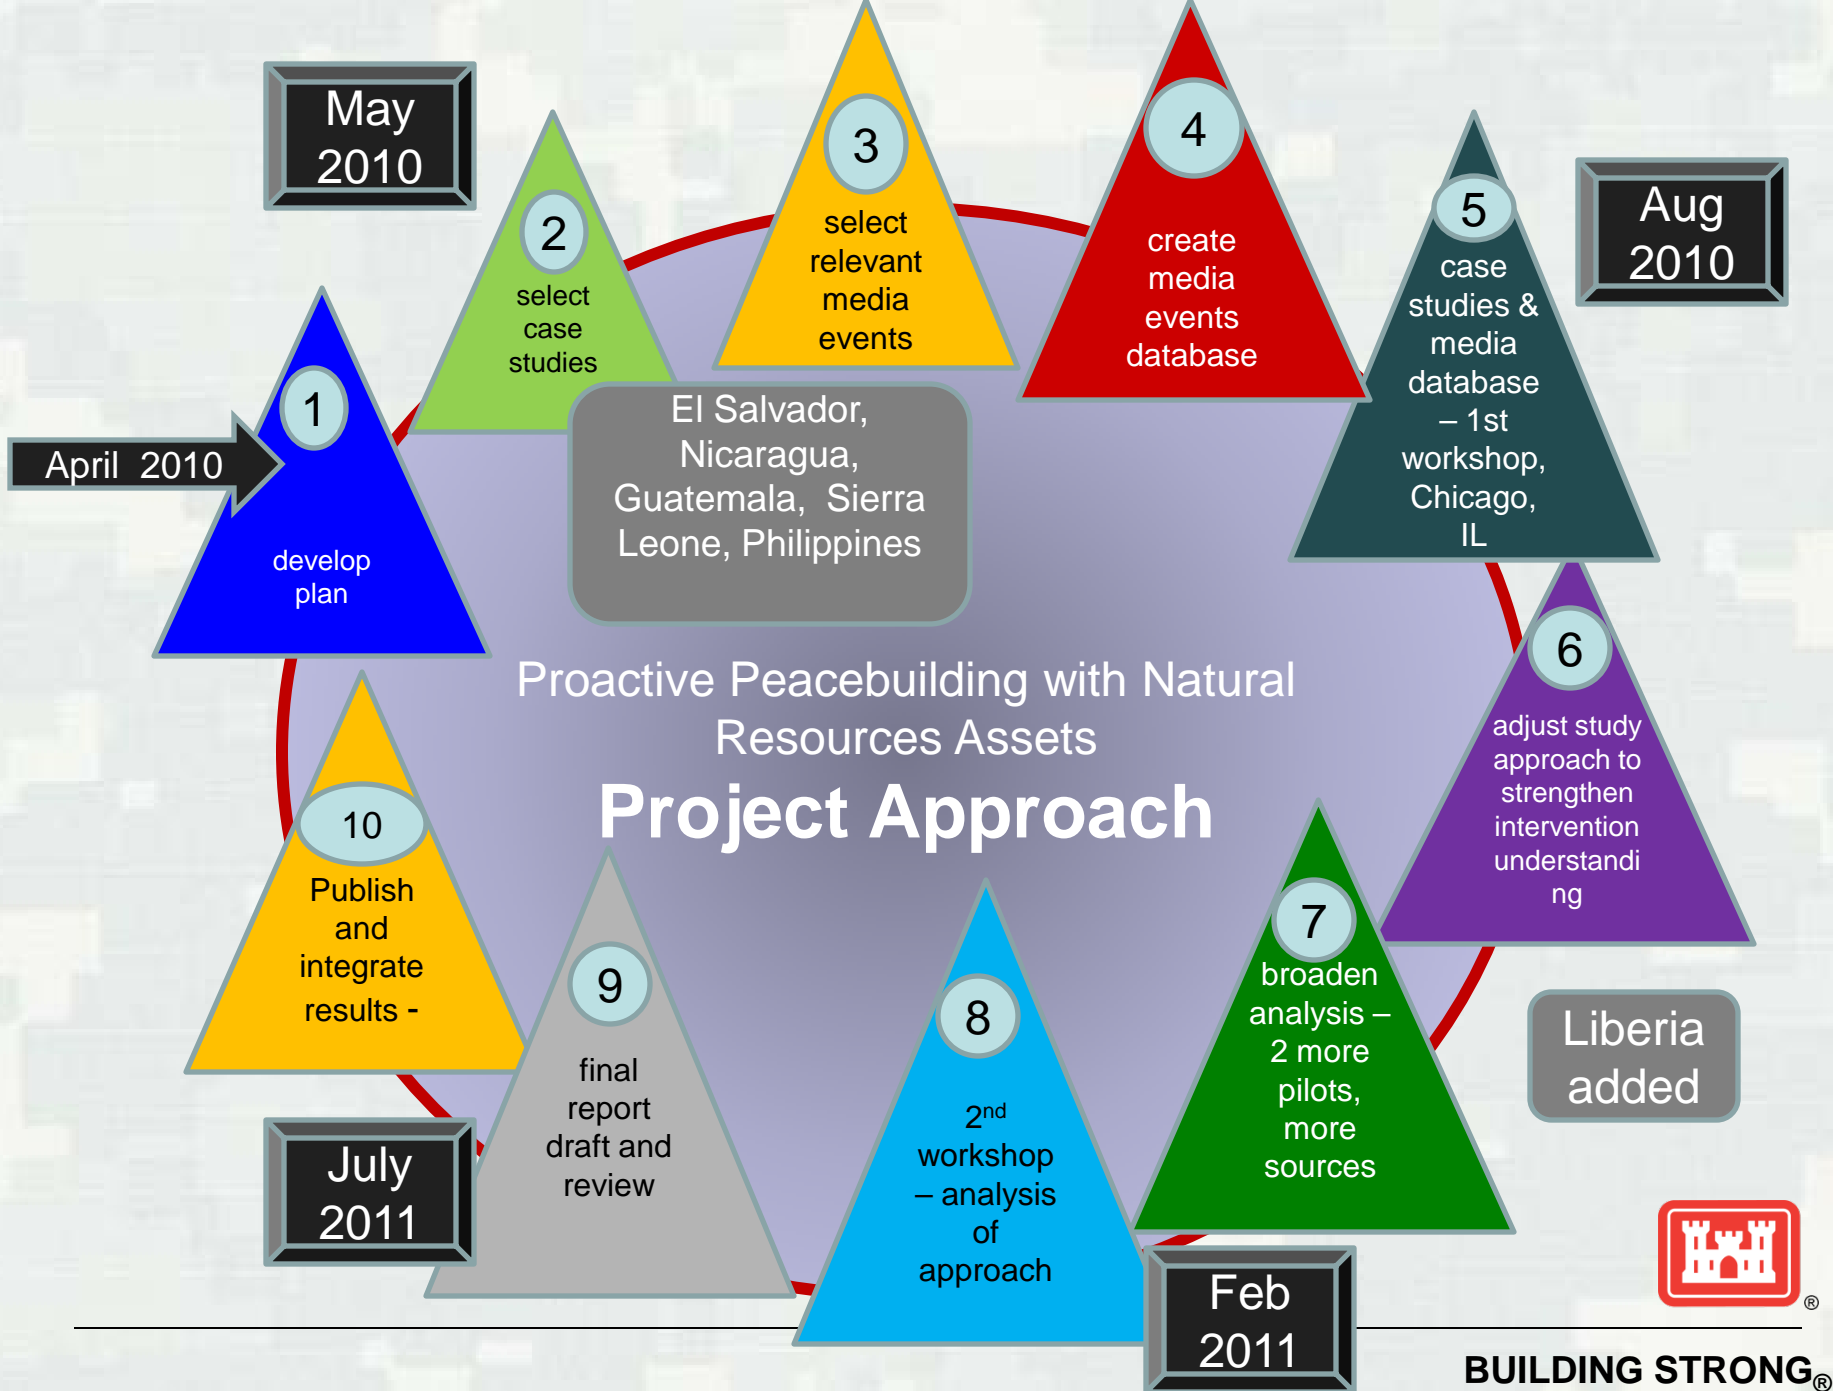 May
2010
April  2010
1
develop
plan
2
select
case
studies
El Salvador,
Nicaragua,
Guatemala,  Sierra
Leone, Philippines
3
select
relevant
media
events
4
create
media
events
database
5
case
studies &
media
database
– 1st
workshop,
Chicago,
IL
Aug
2010
6
adjust study
approach to
strengthen
intervention
understandi
ng
Proactive Peacebuilding with Natural
Resources Assets
Project Approach
7
broaden
analysis –
2 more
pilots,
more
sources
Liberia
added
8
2nd
workshop
– analysis
of
approach
Feb
2011
9
final
report
draft and
review
10
Publish
and
integrate
results -
July
2011
®
BUILDING STRONG®